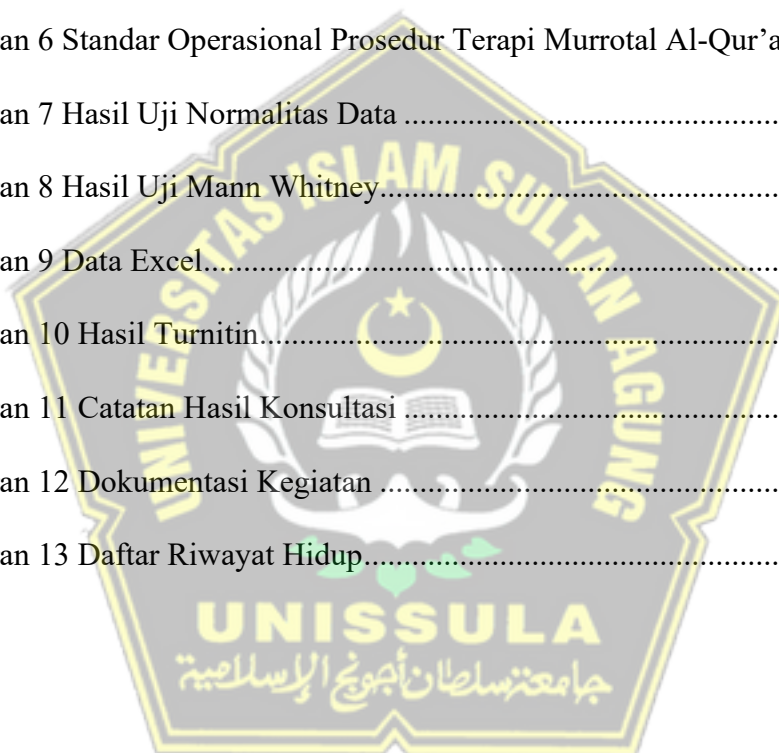 an 6 Standar Operasional Prosedur Terapi Murrotal Al-Qur’a
an 7 Hasil Uji Normalitas Data ................................................
an 8 Hasil Uji Mann Whitney...................................................
an 9 Data Excel.........................................................................
an 10 Hasil Turnitin..................................................................
an 11 Catatan Hasil Konsultasi ................................................
an 12 Dokumentasi Kegiatan ...................................................
an 13 Daftar Riwayat Hidup.....................................................
UNIVERSITAS ISLAM SULTAN AGUNG
UNISSULA
جامعة سلطان أجونج الإسلامية